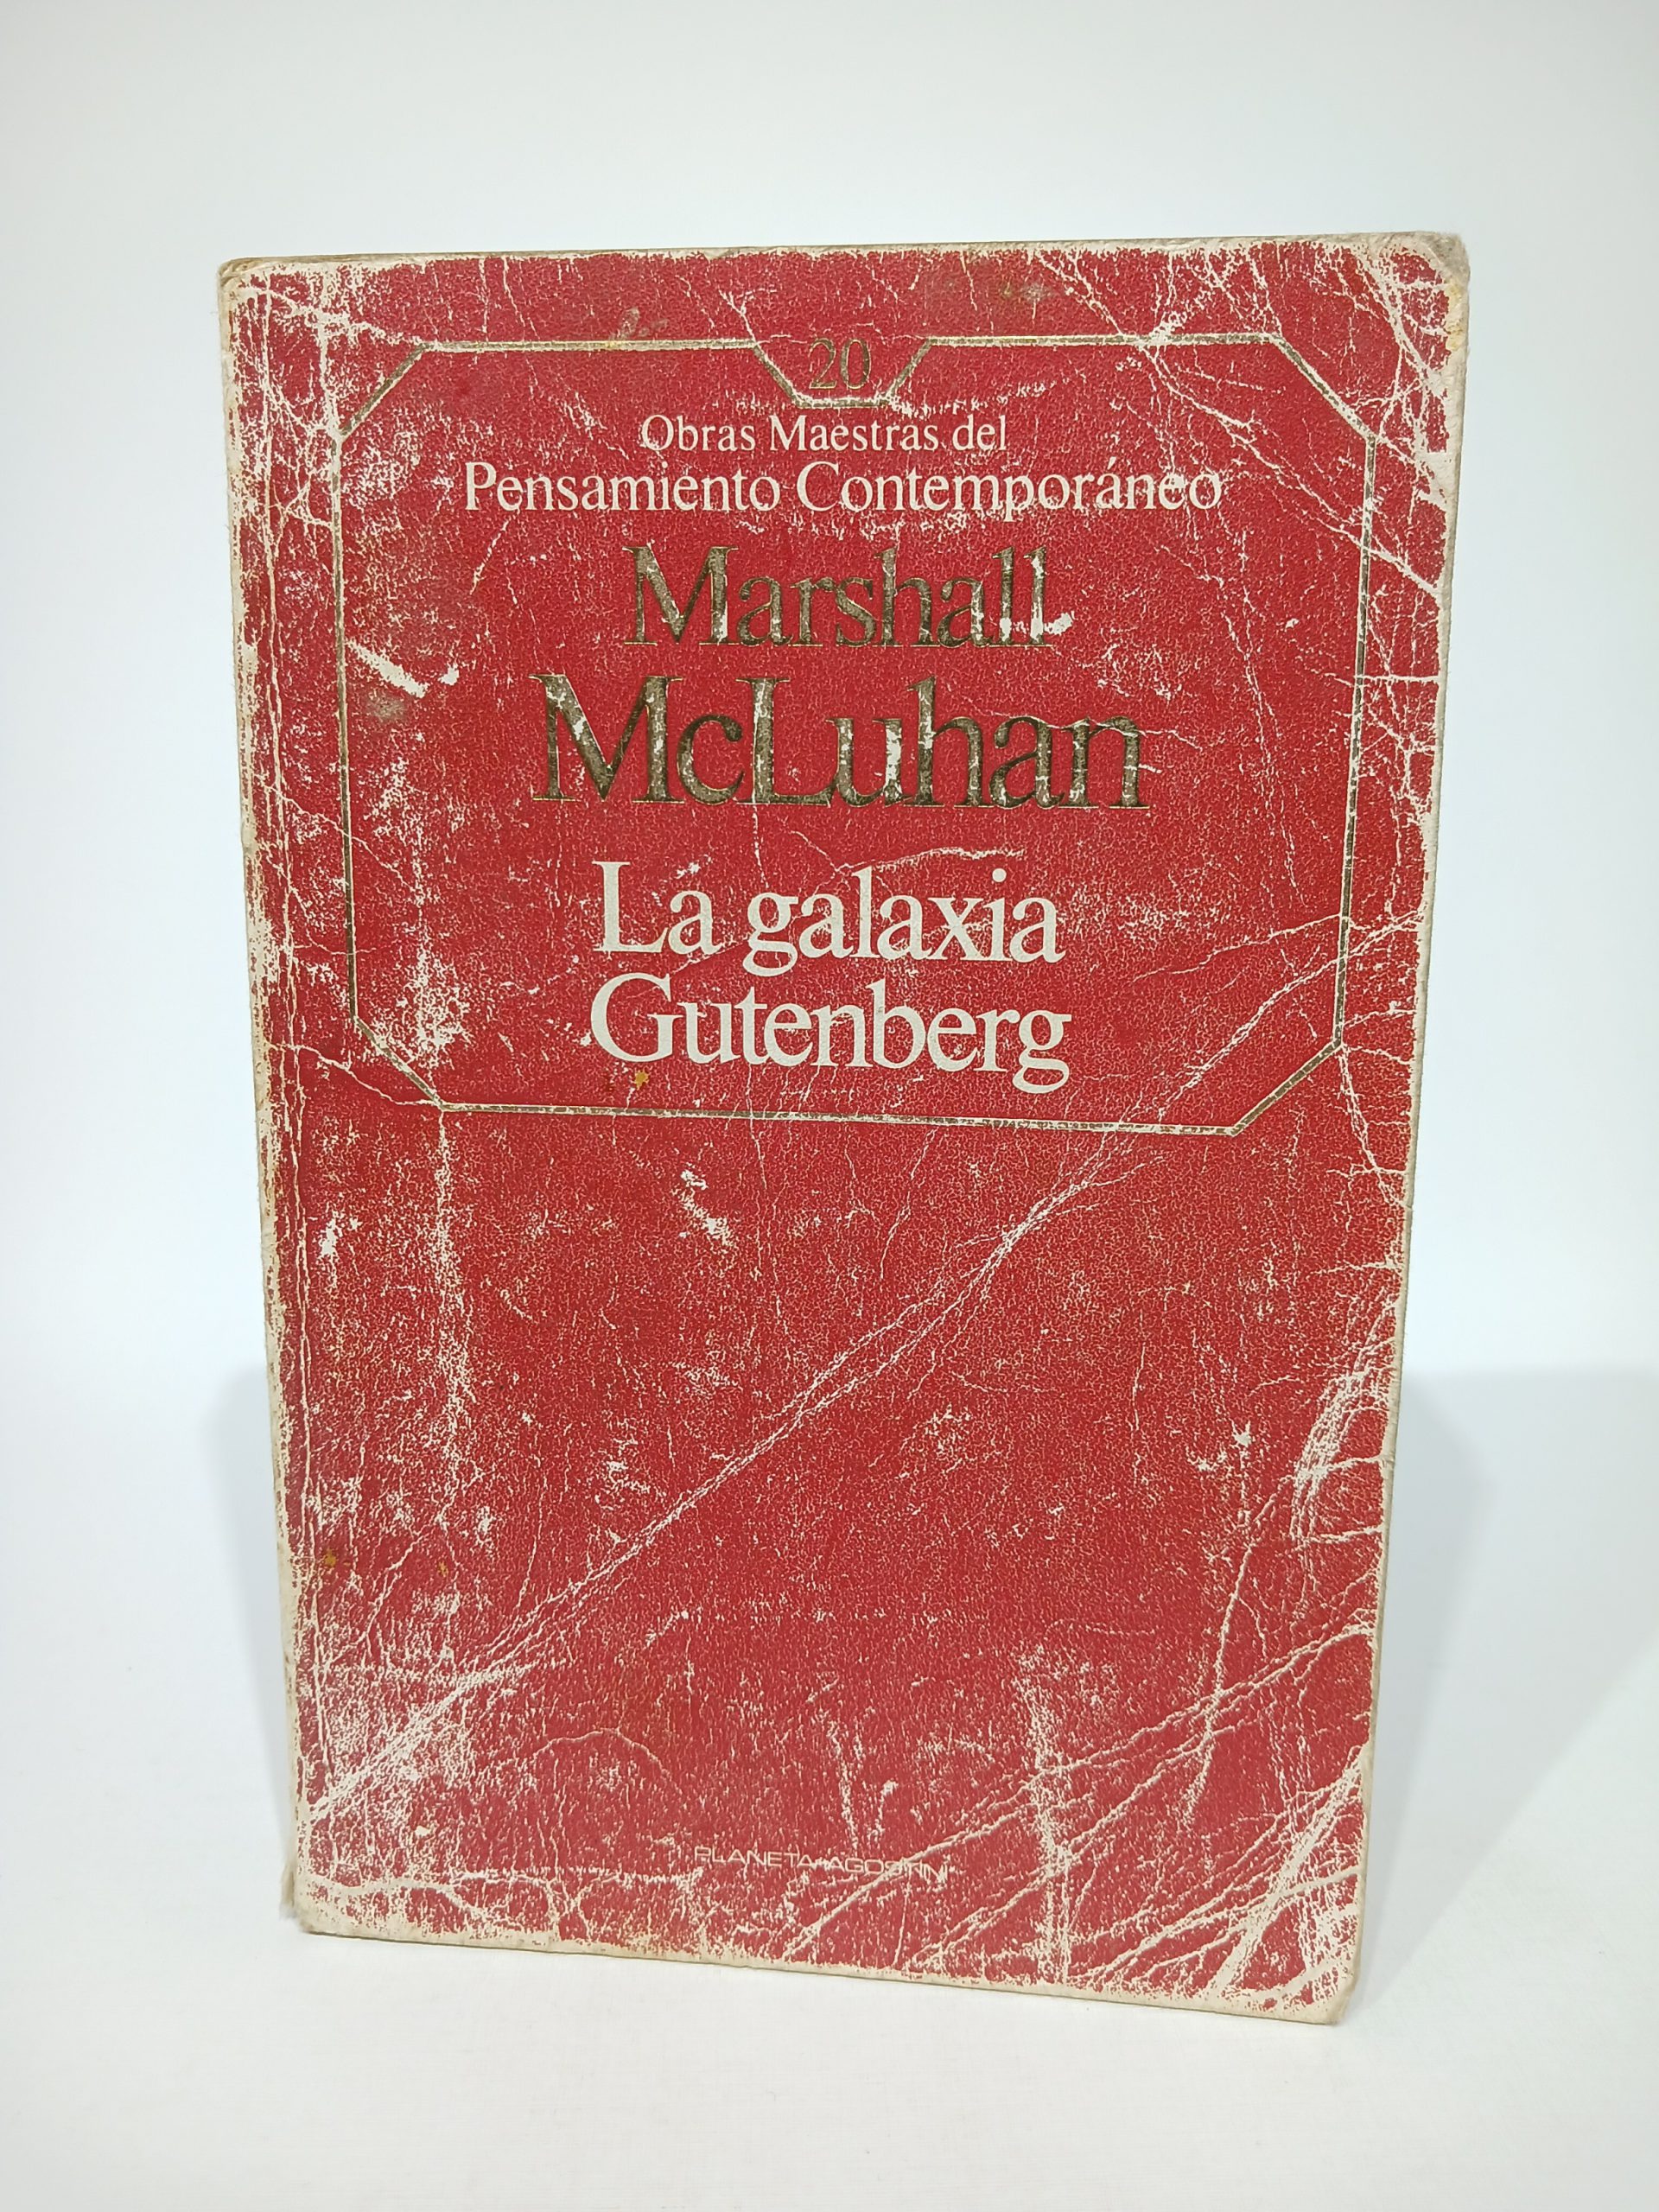 20
Obras Maestras del
Pensamiento Contemporáneo
Marshall
McLuhan
La galaxia
Gutenberg
PLANETA-AGOSTINI